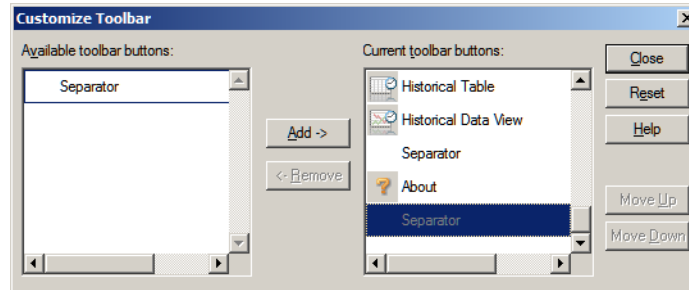 Customize Toolbar
Available toolbar buttons:
Separator
Add ->
<- Remove
Current toolbar buttons:
Historical Table
Historical Data View
Separator
About
Separator
Close
Reset
Help
Move Up
Move Down